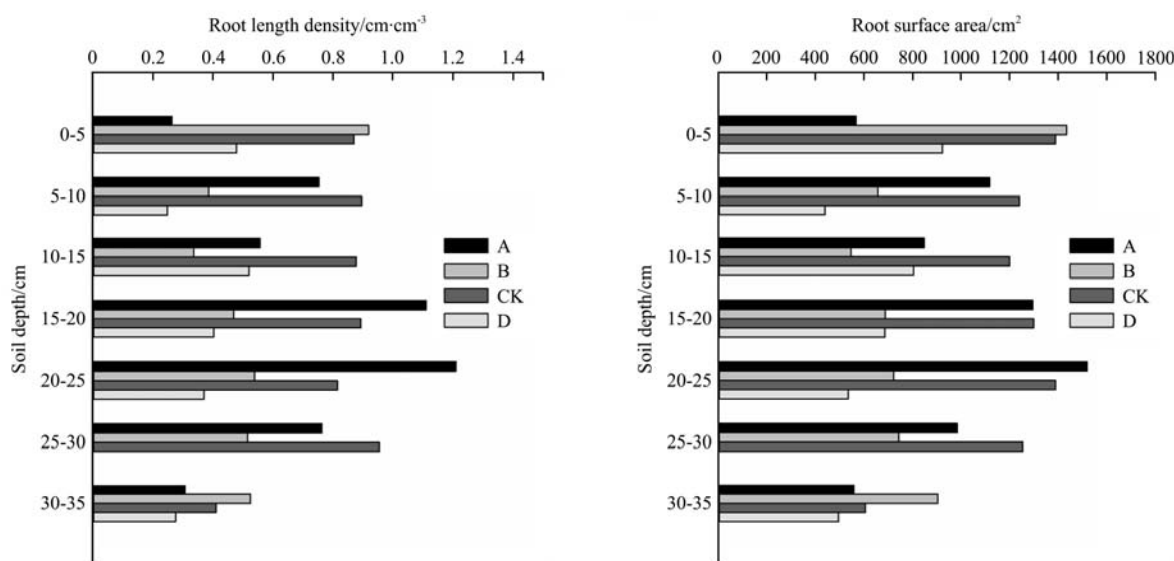 Root length density/cm·cm⁻³
0 0.2 0.4 0.6 0.8 1.0 1.2 1.4
Soil depth/cm
0-5
5-10
10-15
15-20
20-25
25-30
30-35
A
B
CK
D
Root surface area/cm²
0 200 400 600 800 1000 1200 1400 1600 1800
Soil depth/cm
0-5
5-10
10-15
15-20
20-25
25-30
30-35
A
B
CK
D